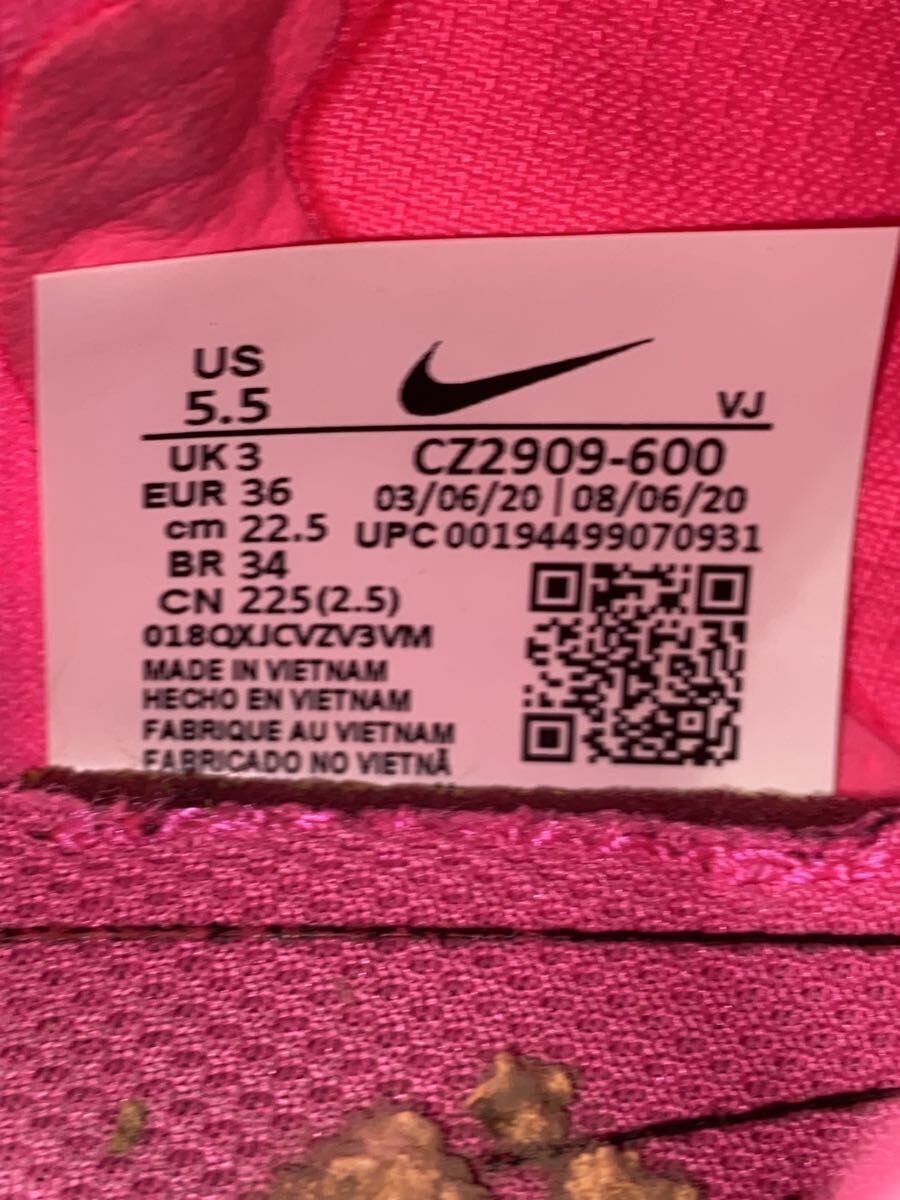 US
5.5
VJ
UK 3
CZ2909-600
EUR 36
03/06/20 | 08/06/20
cm 22.5
UPC 00194499070931
BR 34
CN 225(2.5)
018QXJCVZV3VM
MADE IN VIETNAM
HECHO EN VIETNAM
FABRIQUE AU VIETNAM
FABRICADO NO VIETNÃ